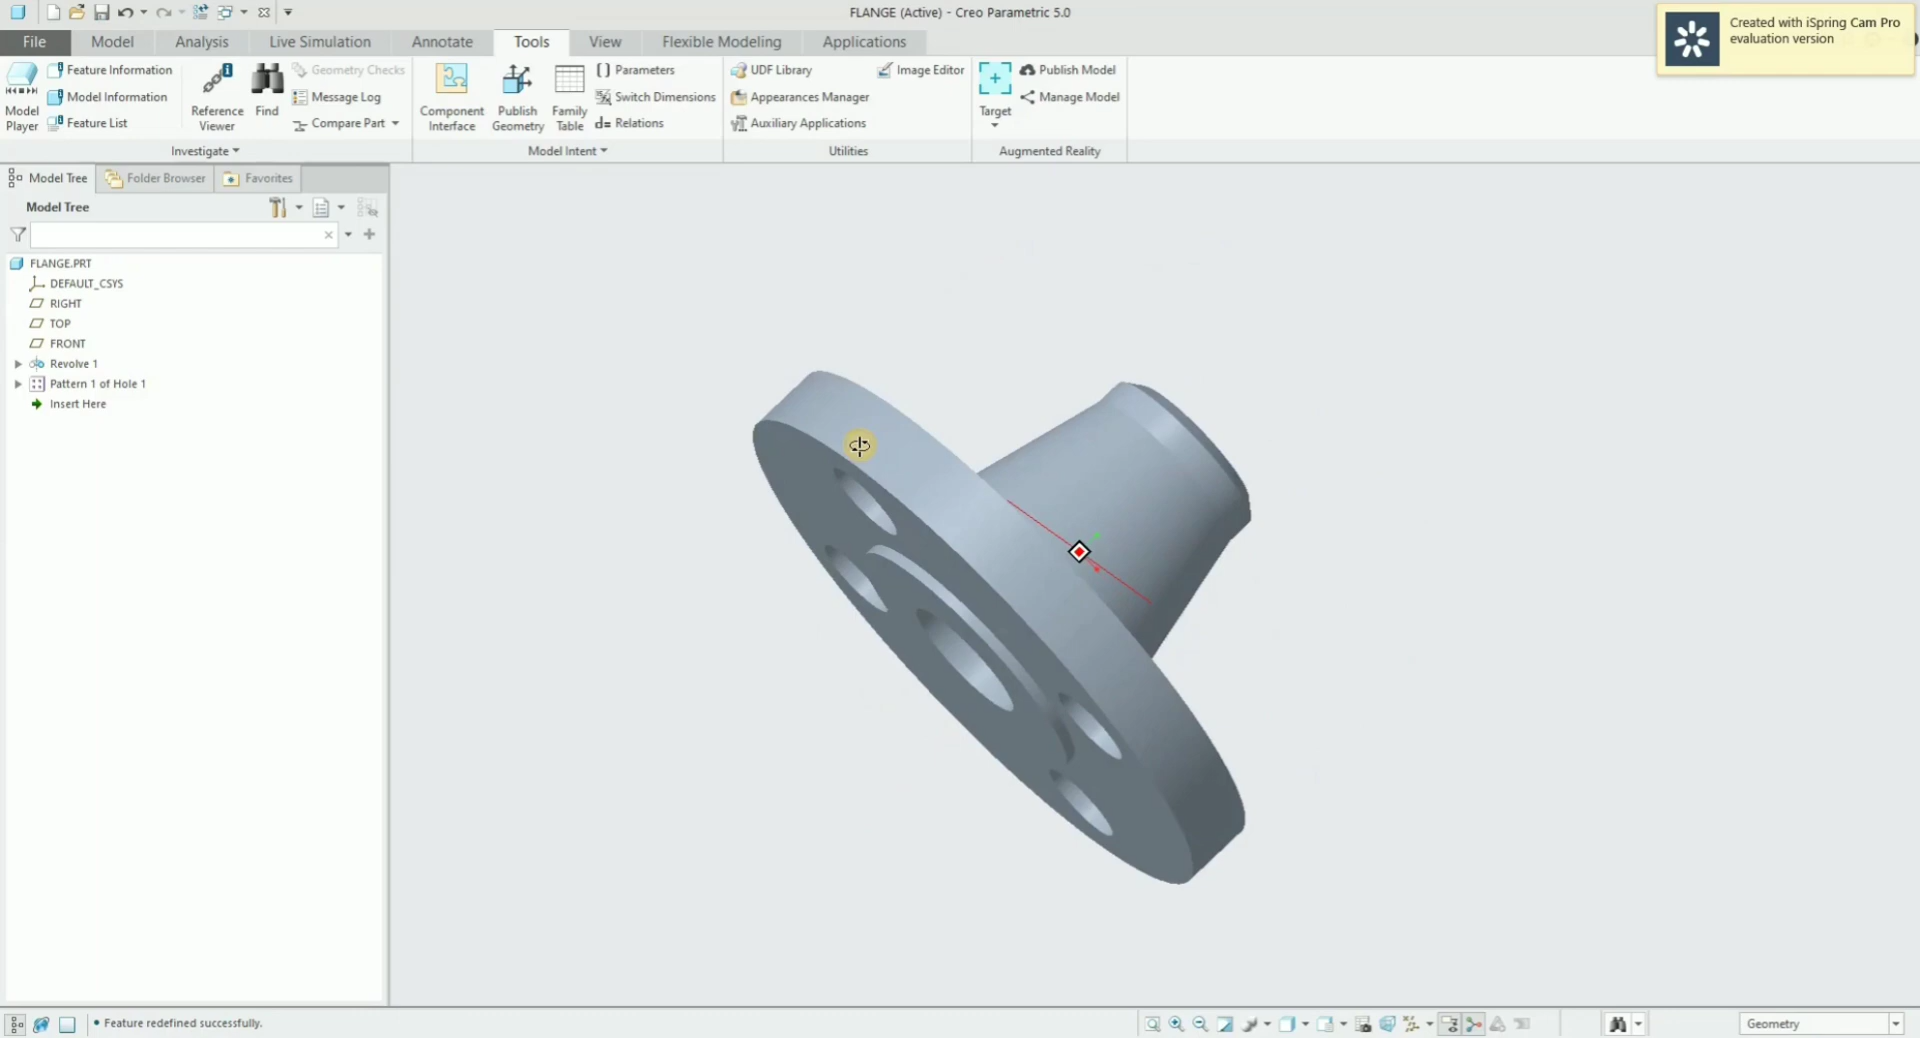 FLANGE (Active) - Creo Parametric 5.0
Created with iSpring Cam Pro
evaluation version
File Model Analysis Live Simulation Annotate Tools View Flexible Modeling Applications
Model
Player
Feature Information
Model Information
Feature List
Reference
Viewer
Find
Geometry Checks
Message Log
Compare Part
Investigate
Component
Interface
Publish
Geometry
Family
Table
Parameters
Switch Dimensions
d= Relations
Model Intent
UDF Library
Appearances Manager
Auxiliary Applications
Image Editor
Utilities
Target
Publish Model
Manage Model
Augmented Reality
Model Tree Folder Browser Favorites
Model Tree
FLANGE.PRT
DEFAULT_CSYS
RIGHT
TOP
FRONT
Revolve 1
Pattern 1 of Hole 1
Insert Here
• Feature redefined successfully.
Geometry